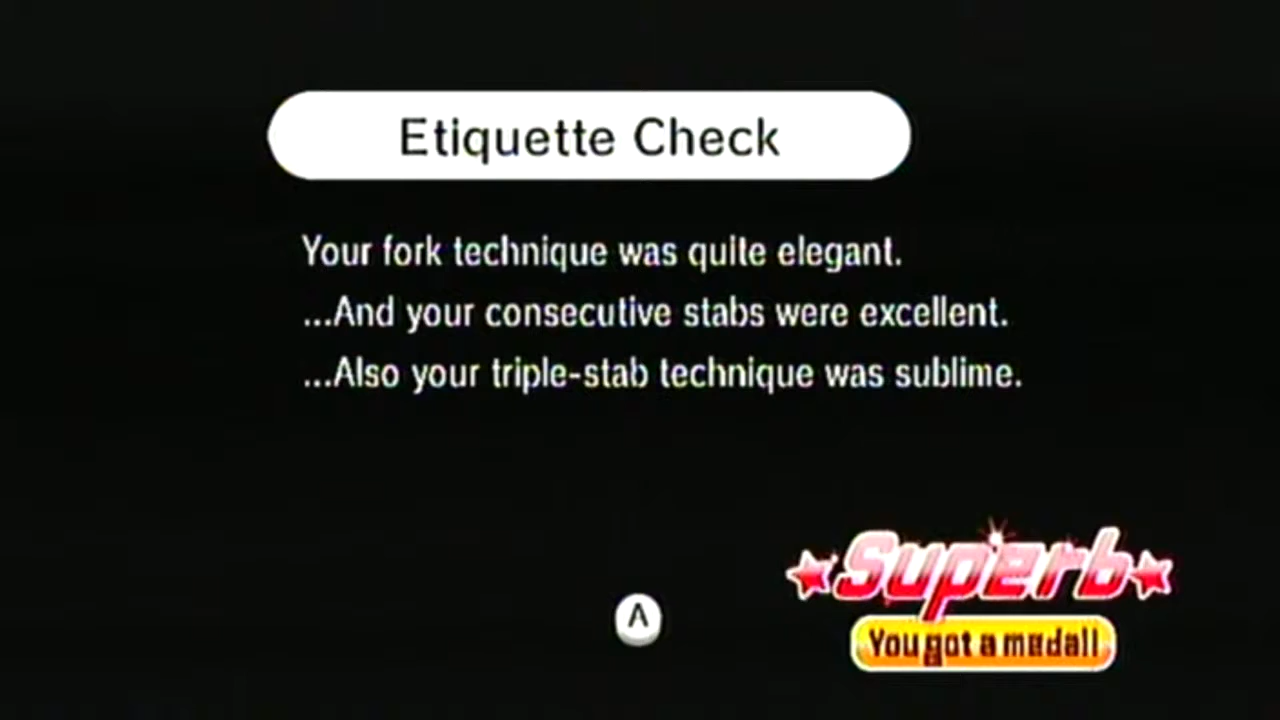 Etiquette Check
Your fork technique was quite elegant.
...And your consecutive stabs were excellent.
...Also your triple-stab technique was sublime.
Superb
You got a medal!
A